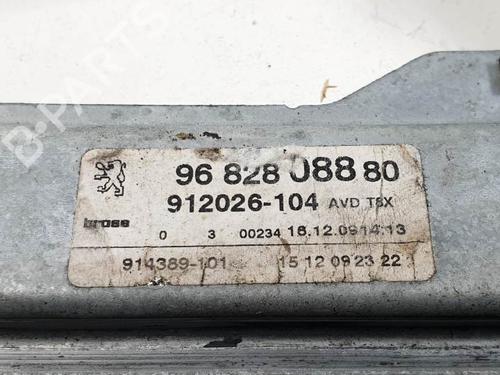 B-PARTS
96 828 088 80
912026-104 AVD T8X
brose
0 3 00234 18.12.0914:13
914389-101 15 12 09 23 22